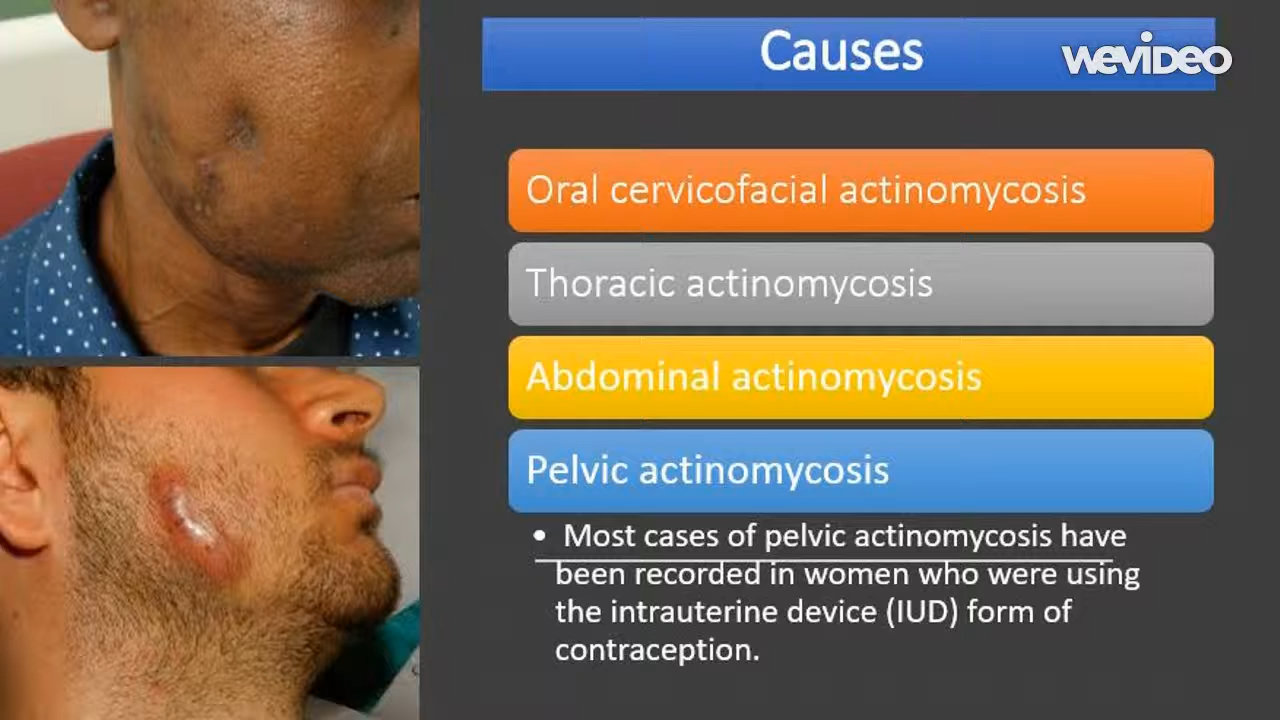 Causes
WEVIDEO
Oral cervicofacial actinomycosis
Thoracic actinomycosis
Abdominal actinomycosis
Pelvic actinomycosis
• Most cases of pelvic actinomycosis have
been recorded in women who were using
the intrauterine device (IUD) form of
contraception.